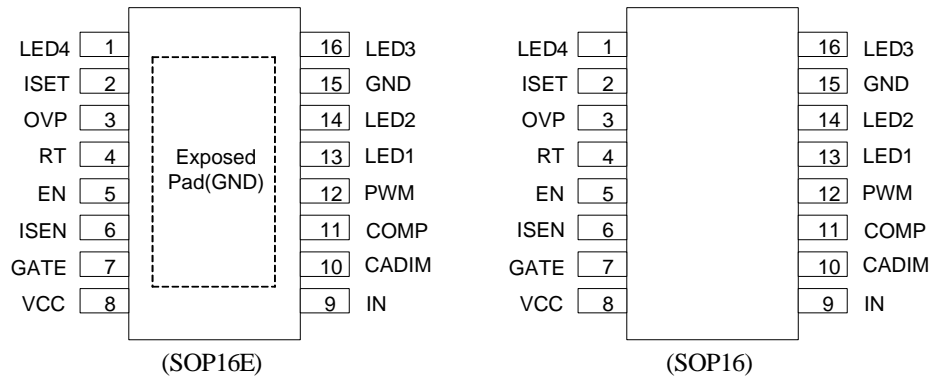 LED4 1 16 LED3 LED4 1 16 LED3
ISET 2 15 GND ISET 2 15 GND
OVP 3 14 LED2 OVP 3 14 LED2
RT 4 Exposed 13 LED1 RT 4 13 LED1
Pad(GND)
EN 5 12 PWM EN 5 12 PWM
ISEN 6 11 COMP ISEN 6 11 COMP
GATE 7 10 CADIM GATE 7 10 CADIM
VCC 8 9 IN VCC 8 9 IN
(SOP16E) (SOP16)